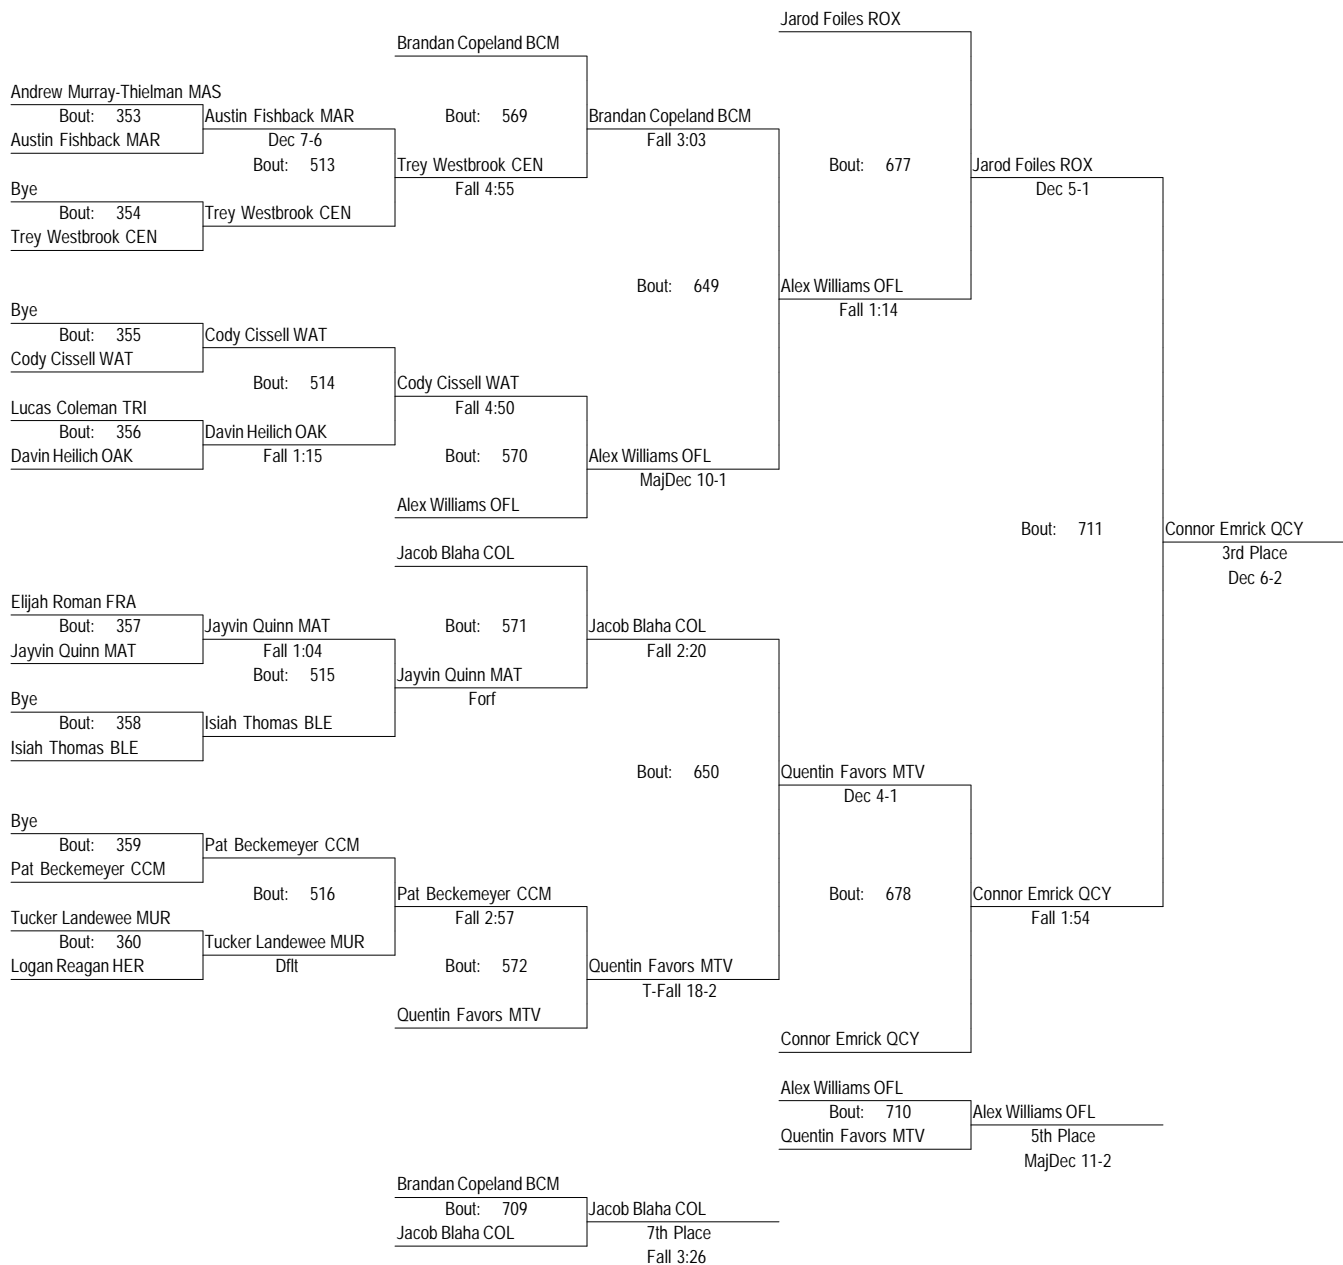 Jarod Foiles ROX
Brandan Copeland BCM
Andrew Murray-Thielman MAS
Bout: 353 Austin Fishback MAR Bout: 569 Brandan Copeland BCM
Austin Fishback MAR Dec 7-6 Fall 3:03
Bout: 513 Trey Westbrook CEN Bout: 677 Jarod Foiles ROX
Bye Fall 4:55 Dec 5-1
Bout: 354 Trey Westbrook CEN
Trey Westbrook CEN
Bout: 649 Alex Williams OFL
Bye Fall 1:14
Bout: 355 Cody Cissell WAT
Cody Cissell WAT
Bout: 514 Cody Cissell WAT
Lucas Coleman TRI Fall 4:50
Bout: 356 Davin Heilich OAK
Davin Heilich OAK Fall 1:15 Bout: 570 Alex Williams OFL
MajDec 10-1
Alex Williams OFL
Bout: 711 Connor Emrick QCY
Jacob Blaha COL 3rd Place
Dec 6-2
Elijah Roman FRA
Bout: 357 Jayvin Quinn MAT Bout: 571 Jacob Blaha COL
Jayvin Quinn MAT Fall 1:04 Fall 2:20
Bout: 515 Jayvin Quinn MAT
Bye Forf
Bout: 358 Isiah Thomas BLE
Isiah Thomas BLE
Bout: 650 Quentin Favors MTV
Dec 4-1
Bye
Bout: 359 Pat Beckemeyer CCM
Pat Beckemeyer CCM
Bout: 516 Pat Beckemeyer CCM Bout: 678 Connor Emrick QCY
Tucker Landewee MUR Fall 2:57 Fall 1:54
Bout: 360 Tucker Landewee MUR
Logan Reagan HER Dflt Bout: 572 Quentin Favors MTV
T-Fall 18-2
Quentin Favors MTV
Connor Emrick QCY
Alex Williams OFL
Bout: 710 Alex Williams OFL
Quentin Favors MTV 5th Place
MajDec 11-2
Brandan Copeland BCM
Bout: 709 Jacob Blaha COL
Jacob Blaha COL 7th Place
Fall 3:26